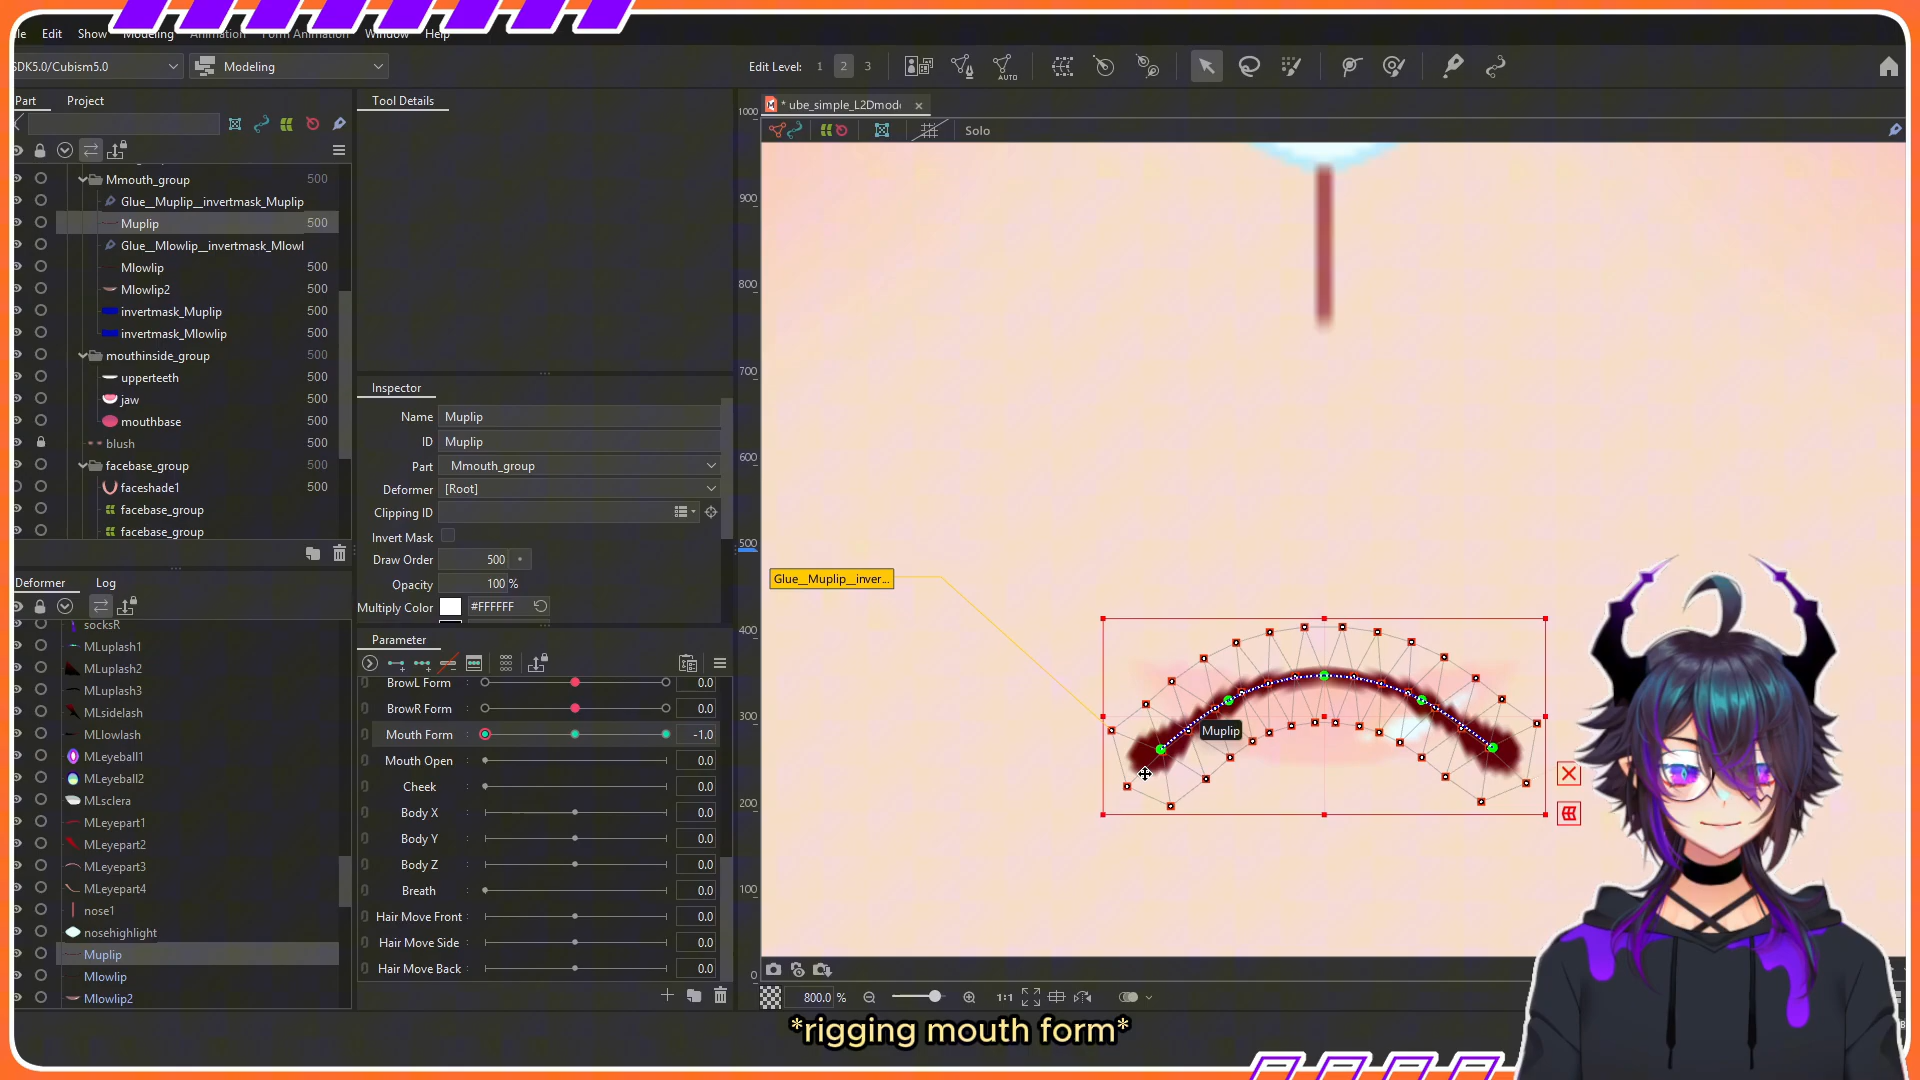 le Edit Show Modeling Animation Form Animation Window Help
SDK5.0/Cubism5.0 Modeling Edit Level: 1 2 3 AUTO
Part Project
Tool Details
* ube_simple_L2Dmode
Solo
Mmouth_group 500
Glue_Muplip__invertmask_Muplip
Muplip 500
Glue__Mlowlip__invertmask_Mlowl
Mlowlip 500
Mlowlip2 500
invertmask_Muplip 500
invertmask_Mlowlip 500
mouthinside_group 500
upperteeth 500
jaw 500
mouthbase 500
blush 500
facebase_group 500
faceshade1 500
facebase_group
facebase_group
Deformer Log
socksR
MLuplash1
MLuplash2
MLuplash3
MLsidelash
MLlowlash
MLeyeball1
MLeyeball2
MLsclera
MLeyepart1
MLeyepart2
MLeyepart3
MLeyepart4
nose1
nosehighlight
Muplip
Mlowlip
Mlowlip2
Inspector
Name Muplip
ID Muplip
Part Mmouth_group
Deformer [Root]
Clipping ID
Invert Mask
Draw Order 500
Opacity 100 %
Multiply Color #FFFFFF
Parameter
BrowL Form : 0.0
BrowR Form : 0.0
Mouth Form : -1.0
Mouth Open : 0.0
Cheek : 0.0
Body X : 0.0
Body Y : 0.0
Body Z : 0.0
Breath : 0.0
Hair Move Front : 0.0
Hair Move Side : 0.0
Hair Move Back : 0.0
1000
900
800
700
600
500
400
300
200
100
0
Glue__Muplip__inver...
Muplip
800.0 % 1:1
*rigging mouth form*